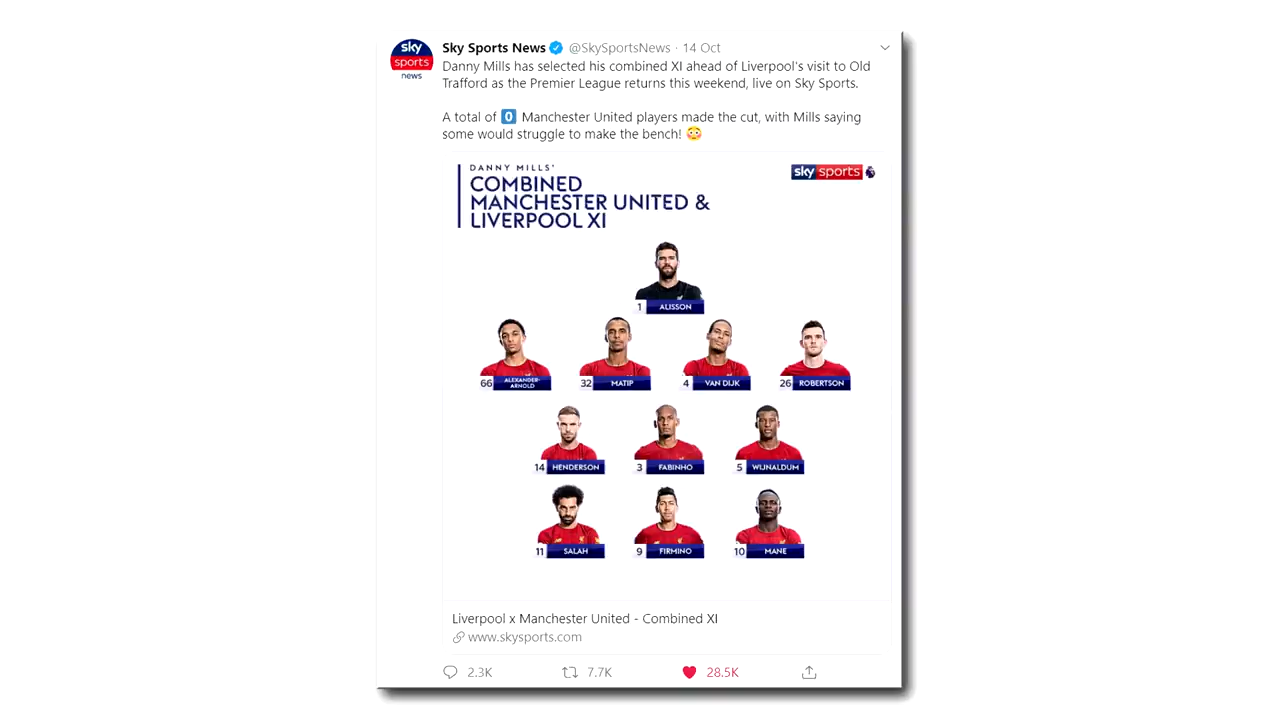 sky sports news
Sky Sports News @SkySportsNews · 14 Oct
Danny Mills has selected his combined XI ahead of Liverpool's visit to Old
Trafford as the Premier League returns this weekend, live on Sky Sports.
A total of 0 Manchester United players made the cut, with Mills saying
some would struggle to make the bench! 😳
DANNY MILLS'
COMBINED
MANCHESTER UNITED &
LIVERPOOL XI
sky sports
1 ALISSON
66 ALEXANDER-ARNOLD
32 MATIP
4 VAN DIJK
26 ROBERTSON
14 HENDERSON
3 FABINHO
5 WIJNALDUM
11 SALAH
9 FIRMINO
10 MANE
Liverpool x Manchester United - Combined XI
www.skysports.com
2.3K 7.7K 28.5K